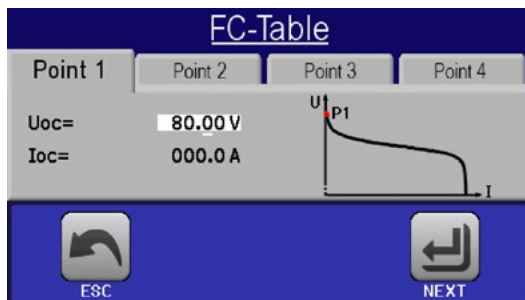 FC-Table
Point 1 Point 2 Point 3 Point 4
Uoc= 80.00 V
Ioc= 000.0 A
U
P1
I
ESC NEXT